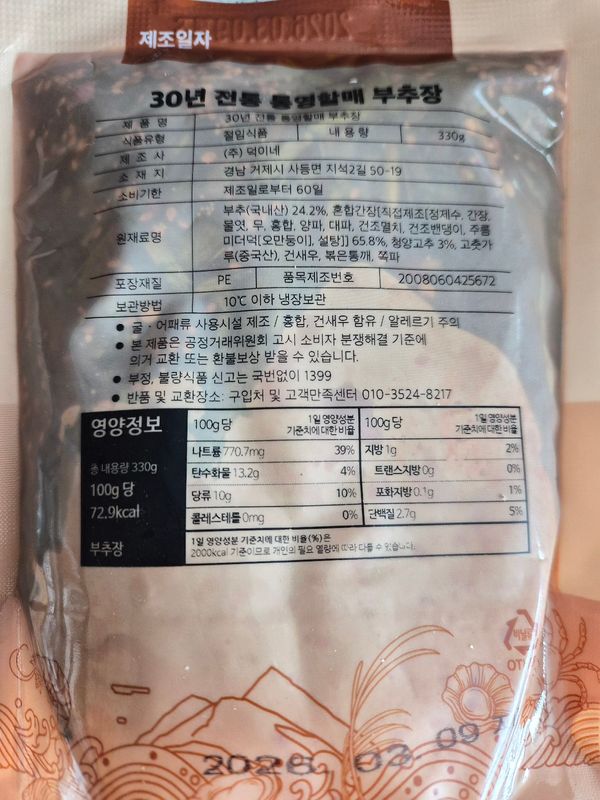 제조일자
30년 전통 통영할매 부추장
제품명 30년 전통 통영할매 부추장
식품유형 절임식품 내용량 330g
제조사 (주) 덕이네
소재지 경남 거제시 사등면 지석2길 50-19
소비기한 제조일로부터 60일
부추(국내산) 24.2%, 혼합간장[직접제조[정제수, 간장,
물엿, 무, 홍합, 양파, 대파, 건조멸치, 건조밴댕이, 주름
원재료명 미더덕[오만둥이], 설탕]] 65.8%, 청양고추 3%, 고춧가
루(중국산), 건새우, 볶은통깨, 쪽파
포장재질 PE 품목제조번호 2008060425672
보관방법 10℃ 이하 냉장보관
● 굴 · 어패류 사용시설 제조 / 홍합, 건새우 함유 / 알레르기 주의
● 본 제품은 공정거래위원회 고시 소비자 분쟁해결 기준에
의거 교환 또는 환불보상 받을 수 있습니다.
● 부정, 불량식품 신고는 국번없이 1399
● 반품 및 교환장소: 구입처 및 고객만족센터 010-3524-8217
영양정보
총 내용량 330g
100g당
72.9kcal
부추장
100g당 1일 영양성분
기준치에 대한 비율
나트륨 770.7mg 39%
탄수화물 13.2g 4%
당류 10g 10%
콜레스테롤 0mg 0%
100g당 1일 영양성분
기준치에 대한 비율
지방 1g 2%
트랜스지방 0g 0%
포화지방 0.1g 1%
단백질 2.7g 5%
1일 영양성분 기준치에 대한 비율(%)은
2000kcal 기준이므로 개인의 필요 열량에 따라 다를 수 있습니다.
비닐류
OTHER
2026. 03. 09